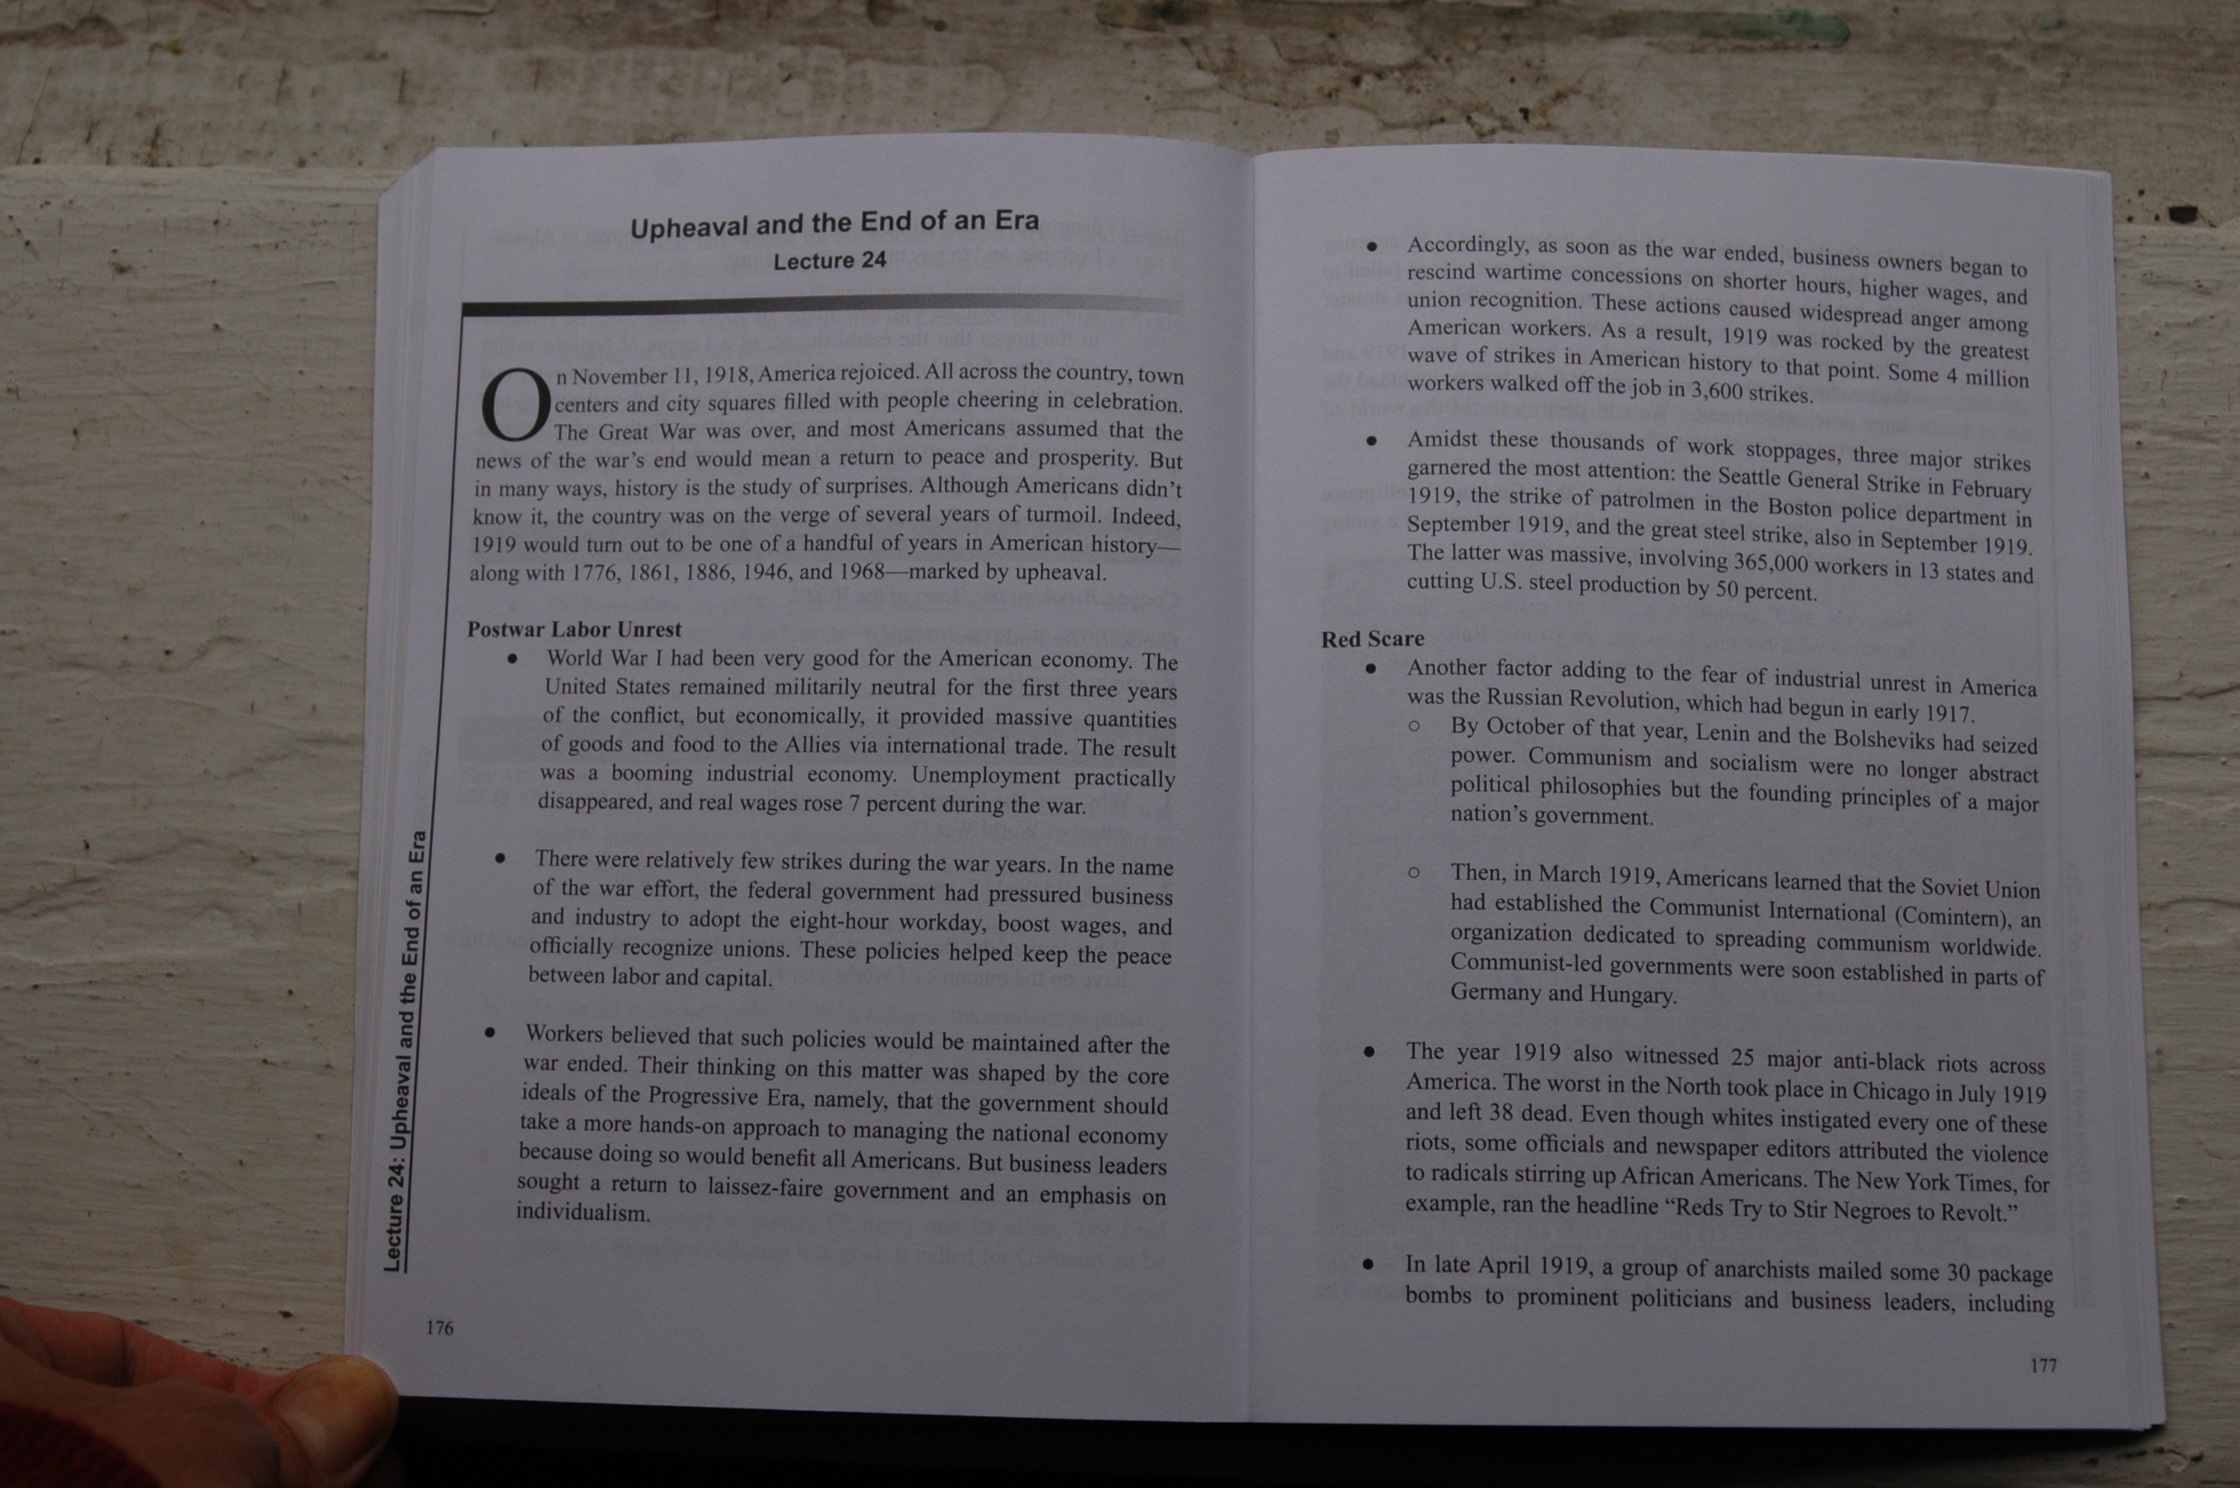 Upheaval and the End of an Era
Lecture 24
On November 11, 1918, America rejoiced. All across the country, town
centers and city squares filled with people cheering in celebration.
The Great War was over, and most Americans assumed that the
news of the war's end would mean a return to peace and prosperity. But
in many ways, history is the study of surprises. Although Americans didn't
know it, the country was on the verge of several years of turmoil. Indeed,
1919 would turn out to be one of a handful of years in American history—
along with 1776, 1861, 1886, 1946, and 1968—marked by upheaval.
Postwar Labor Unrest
● World War I had been very good for the American economy. The
United States remained militarily neutral for the first three years
of the conflict, but economically, it provided massive quantities
of goods and food to the Allies via international trade. The result
was a booming industrial economy. Unemployment practically
disappeared, and real wages rose 7 percent during the war.
● There were relatively few strikes during the war years. In the name
of the war effort, the federal government had pressured business
and industry to adopt the eight-hour workday, boost wages, and
officially recognize unions. These policies helped keep the peace
between labor and capital.
● Workers believed that such policies would be maintained after the
war ended. Their thinking on this matter was shaped by the core
ideals of the Progressive Era, namely, that the government should
take a more hands-on approach to managing the national economy
because doing so would benefit all Americans. But business leaders
sought a return to laissez-faire government and an emphasis on
individualism.
Lecture 24: Upheaval and the End of an Era
176
● Accordingly, as soon as the war ended, business owners began to
rescind wartime concessions on shorter hours, higher wages, and
union recognition. These actions caused widespread anger among
American workers. As a result, 1919 was rocked by the greatest
wave of strikes in American history to that point. Some 4 million
workers walked off the job in 3,600 strikes.
● Amidst these thousands of work stoppages, three major strikes
garnered the most attention: the Seattle General Strike in February
1919, the strike of patrolmen in the Boston police department in
September 1919, and the great steel strike, also in September 1919.
The latter was massive, involving 365,000 workers in 13 states and
cutting U.S. steel production by 50 percent.
Red Scare
● Another factor adding to the fear of industrial unrest in America
was the Russian Revolution, which had begun in early 1917.
○ By October of that year, Lenin and the Bolsheviks had seized
power. Communism and socialism were no longer abstract
political philosophies but the founding principles of a major
nation's government.
○ Then, in March 1919, Americans learned that the Soviet Union
had established the Communist International (Comintern), an
organization dedicated to spreading communism worldwide.
Communist-led governments were soon established in parts of
Germany and Hungary.
● The year 1919 also witnessed 25 major anti-black riots across
America. The worst in the North took place in Chicago in July 1919
and left 38 dead. Even though whites instigated every one of these
riots, some officials and newspaper editors attributed the violence
to radicals stirring up African Americans. The New York Times, for
example, ran the headline “Reds Try to Stir Negroes to Revolt.”
● In late April 1919, a group of anarchists mailed some 30 package
bombs to prominent politicians and business leaders, including
177